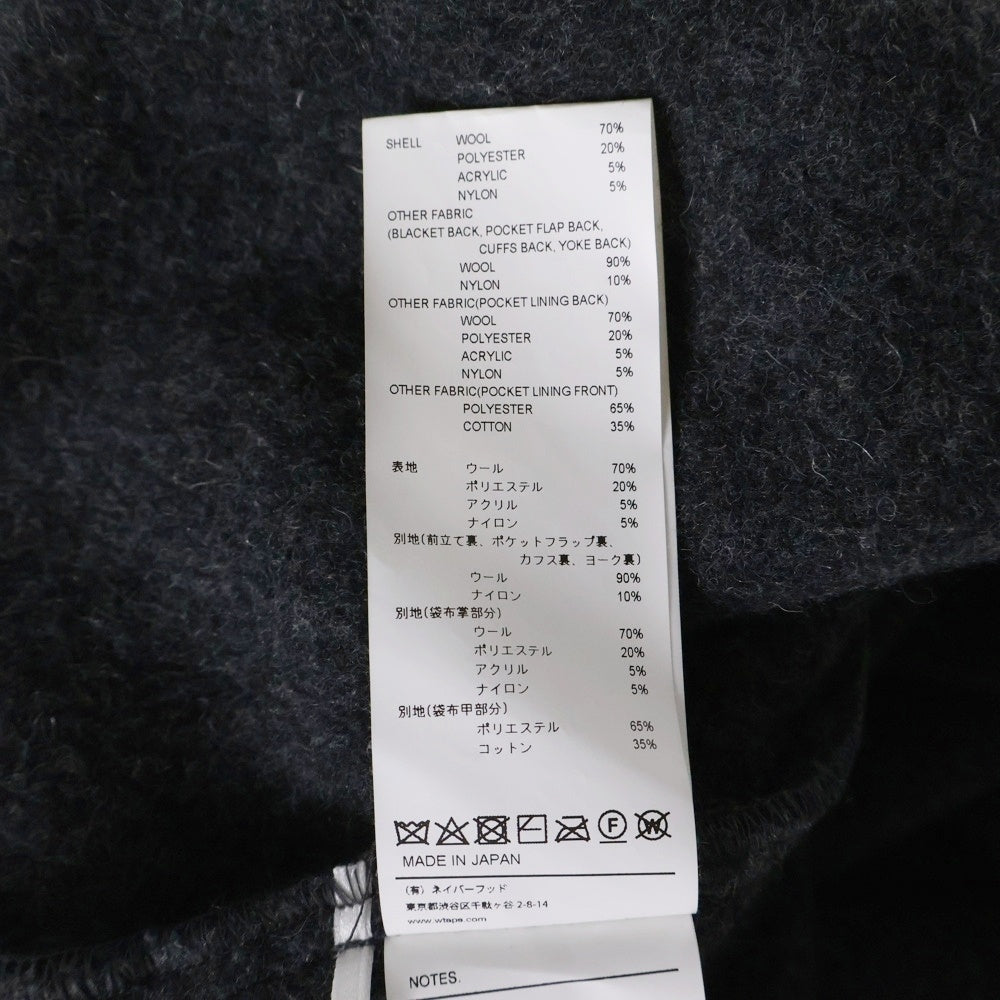 SHELL WOOL 70%
POLYESTER 20%
ACRYLIC 5%
NYLON 5%
OTHER FABRIC
(BLACKET BACK, POCKET FLAP BACK,
CUFFS BACK, YOKE BACK)
WOOL 90%
NYLON 10%
OTHER FABRIC(POCKET LINING BACK)
WOOL 70%
POLYESTER 20%
ACRYLIC 5%
NYLON 5%
OTHER FABRIC(POCKET LINING FRONT)
POLYESTER 65%
COTTON 35%
表地 ウール 70%
ポリエステル 20%
アクリル 5%
ナイロン 5%
別地(前立て裏、ポケットフラップ裏、
カフス裏、ヨーク裏)
ウール 90%
ナイロン 10%
別地(袋布掌部分)
ウール 70%
ポリエステル 20%
アクリル 5%
ナイロン 5%
別地(袋布甲部分)
ポリエステル 65%
コットン 35%
F W
MADE IN JAPAN
(有) ネイバーフッド
東京都渋谷区千駄ヶ谷 2-8-14
www.wtaps.com
NOTES.